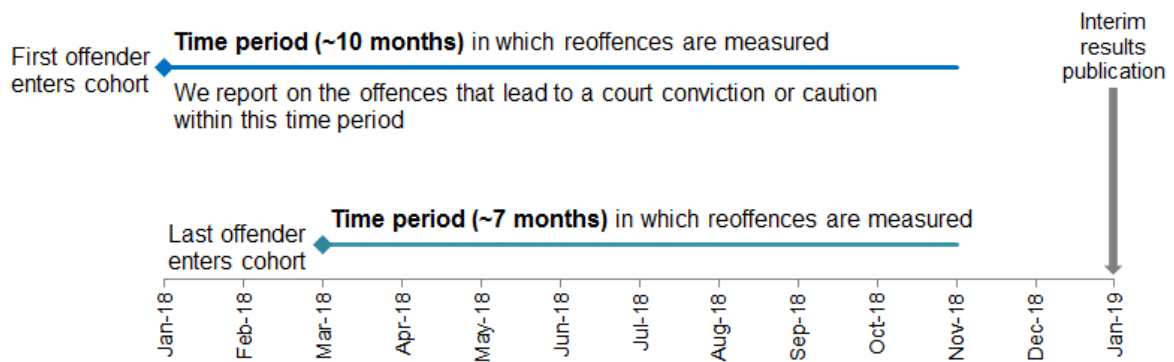 First offender
enters cohort
Time period (~10 months) in which reoffences are measured
We report on the offences that lead to a court conviction or caution
within this time period
Interim
results
publication
Last offender
enters cohort
Time period (~7 months) in which reoffences are measured
Jan-18
Feb-18
Mar-18
Apr-18
May-18
Jun-18
Jul-18
Aug-18
Sep-18
Oct-18
Nov-18
Dec-18
Jan-19